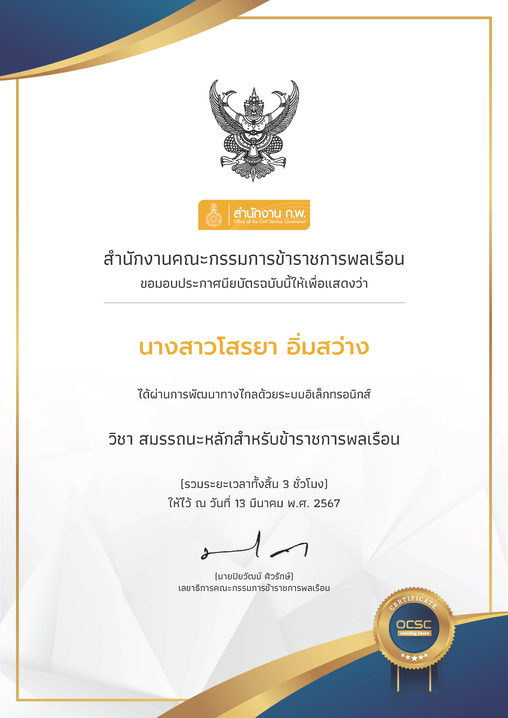 สำนักงาน ก.พ.
Office of the Civil Service Commission
สำนักงานคณะกรรมการข้าราชการพลเรือน
ขอมอบประกาศนียบัตรฉบับนี้ให้เพื่อแสดงว่า
นางสาวโสรยา อิ่มสว่าง
ได้ผ่านการพัฒนาทางไกลด้วยระบบอิเล็กทรอนิกส์
วิชา สมรรถนะหลักสำหรับข้าราชการพลเรือน
(รวมระยะเวลาทั้งสิ้น 3 ชั่วโมง)
ให้ไว้ ณ วันที่ 13 มีนาคม พ.ศ. 2567
(นายปิยวัฒน์ ศิวรักษ์)
เลขาธิการคณะกรรมการข้าราชการพลเรือน
CERTIFICATE
OCSC
Learning Space